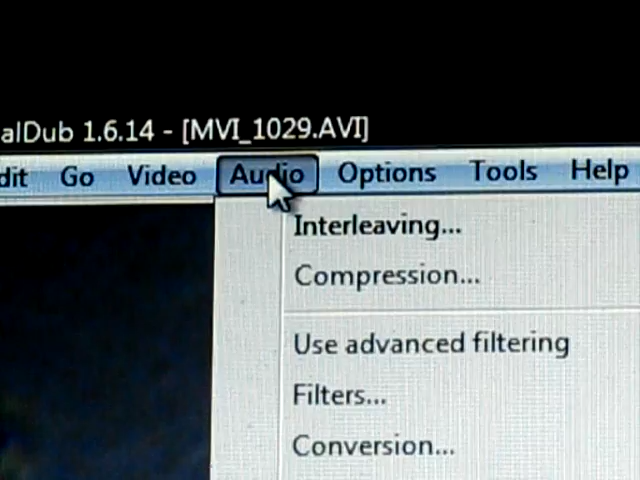 alDub 1.6.14 - [MVI_1029.AVI]
dit Go Video Audio Options Tools Help
Interleaving...
Compression...
Use advanced filtering
Filters...
Conversion...